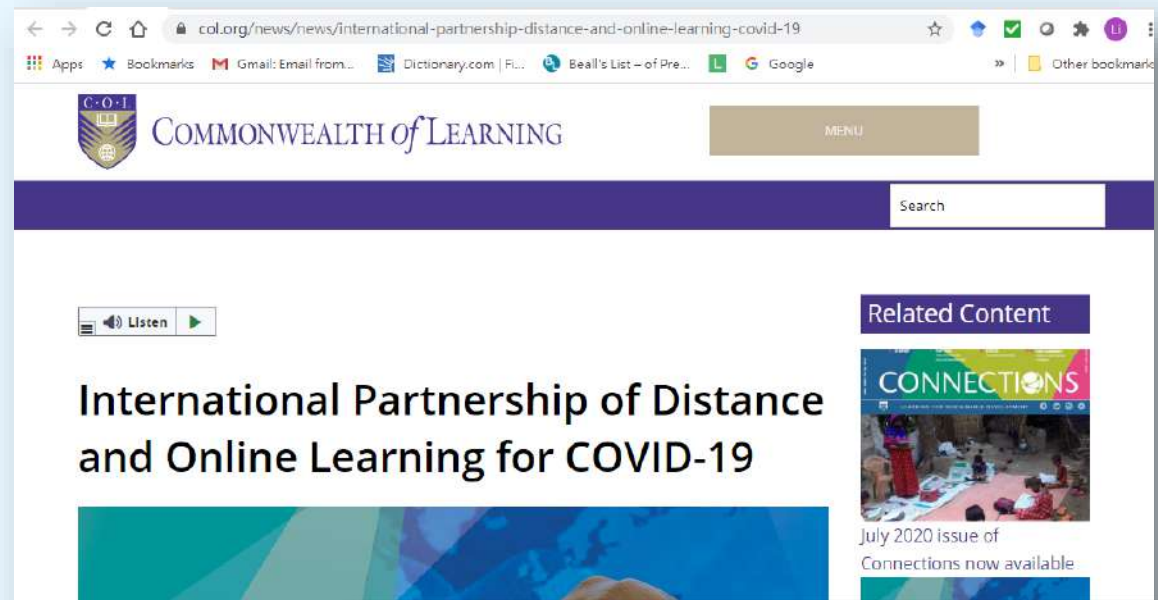 col.org/news/news/international-partnership-distance-and-online-learning-covid-19
Li
Apps Bookmarks Gmail: Email from... Dictionary.com | Fi... Beall's List – of Pre... L Google » Other bookmark
C·O·L
COMMONWEALTH of LEARNING
MENU
Search
Listen
Related Content
CONNECTIONS
International Partnership of Distance
and Online Learning for COVID-19
July 2020 issue of
Connections now available